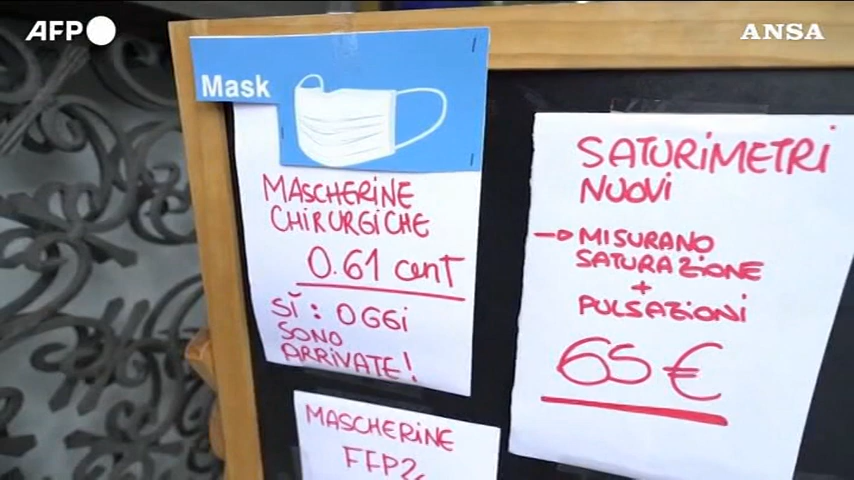 AFP
ANSA
Mask
MASCHERINE
CHIRURGICHE
0.61 cent
SÌ: OGGI
SONO
ARRIVATE!
MASCHERINE
FFP2
SATURIMETRI
NUOVI
→ MISURANO
SATURAZIONE
+
PULSAZIONI
65 €